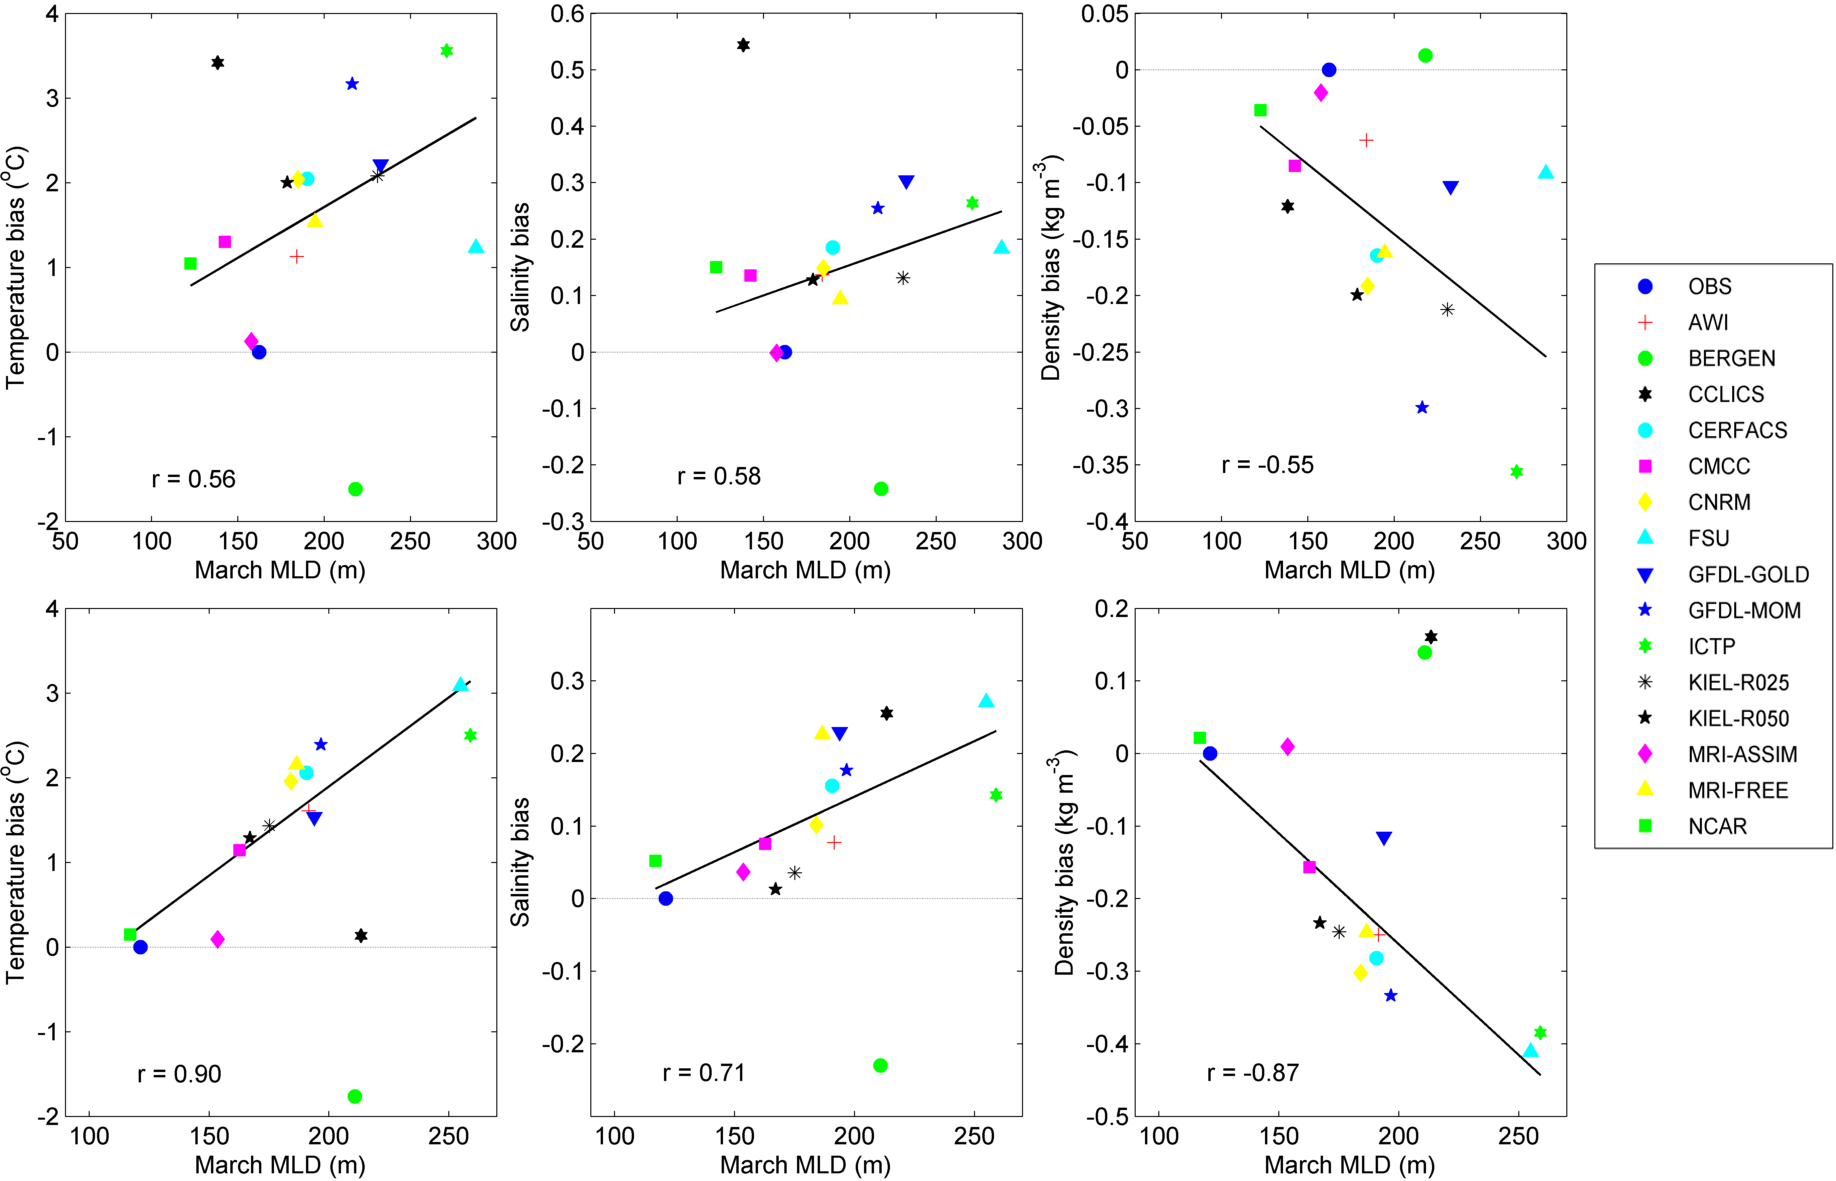 4
3
2
1
0
-1
-2
50
100
150
200
250
300
Temperature bias (°C)
March MLD (m)
r = 0.56
0.6
0.5
0.4
0.3
0.2
0.1
0
-0.1
-0.2
-0.3
50
100
150
200
250
300
Salinity bias
March MLD (m)
r = 0.58
0.05
0
-0.05
-0.1
-0.15
-0.2
-0.25
-0.3
-0.35
-0.4
50
100
150
200
250
300
Density bias (kg m⁻³)
March MLD (m)
r = -0.55
4
3
2
1
0
-1
-2
100
150
200
250
Temperature bias (°C)
March MLD (m)
r = 0.90
0.3
0.2
0.1
0
-0.1
-0.2
100
150
200
250
Salinity bias
March MLD (m)
r = 0.71
0.2
0.1
0
-0.1
-0.2
-0.3
-0.4
-0.5
100
150
200
250
Density bias (kg m⁻³)
March MLD (m)
r = -0.87
OBS
AWI
BERGEN
CCLICS
CERFACS
CMCC
CNRM
FSU
GFDL-GOLD
GFDL-MOM
ICTP
KIEL-R025
KIEL-R050
MRI-ASSIM
MRI-FREE
NCAR